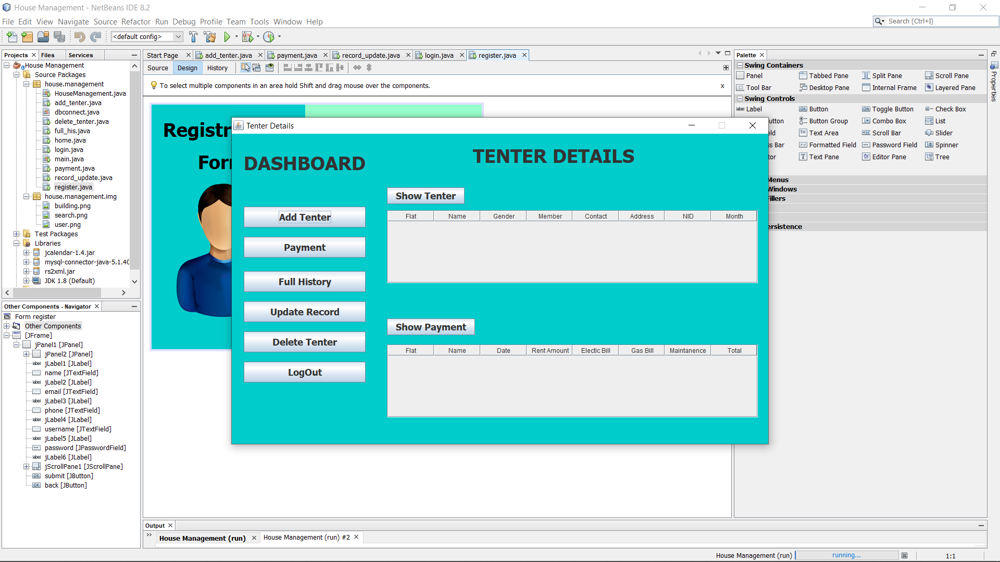 House Management - NetBeans IDE 8.2
File Edit View Navigate Source Refactor Run Debug Profile Team Tools Window Help
Search (Ctrl+I)
<default config>
Projects Files Services
House Management
Source Packages
house.management
HouseManagement.java
add_tenter.java
dbconnect.java
delete_tenter.java
full_his.java
home.java
login.java
main.java
payment.java
record_update.java
register.java
house.management.img
building.png
search.png
user.png
Test Packages
Libraries
jcalendar-1.4.jar
mysql-connector-java-5.1.40
rs2xml.jar
JDK 1.8 (Default)
Other Components - Navigator
Form register
Other Components
[JFrame]
jPanel1 [JPanel]
jPanel2 [JPanel]
jLabel1 [JLabel]
name [JTextField]
jLabel2 [JLabel]
email [JTextField]
jLabel3 [JLabel]
phone [JTextField]
jLabel4 [JLabel]
username [JTextField]
jLabel5 [JLabel]
password [JPasswordField]
jLabel6 [JLabel]
jScrollPane1 [JScrollPane]
submit [JButton]
back [JButton]
Start Page add_tenter.java payment.java record_update.java login.java register.java
Source Design History
To select multiple components in an area hold Shift and drag mouse over the components. x
Registr
Forr
Tenter Details
DASHBOARD
Add Tenter
Payment
Full History
Update Record
Delete Tenter
LogOut
TENTER DETAILS
Show Tenter
Flat Name Gender Member Contact Address NID Month
Show Payment
Flat Name Date Rent Amount Electic Bill Gas Bill Maintanence Total
Palette
Swing Containers
Panel Tabbed Pane Split Pane Scroll Pane
Tool Bar Desktop Pane Internal Frame Layered Pane
Swing Controls
Label Button Toggle Button Check Box
utton Button Group Combo Box List
ld Text Area Scroll Bar Slider
s Bar Formatted Field Password Field Spinner
tor Text Pane Editor Pane Tree
Menus
Windows
Fillers
ersistence
Properties
Output
House Management (run) House Management (run) #2
House Management (run) running... 1:1